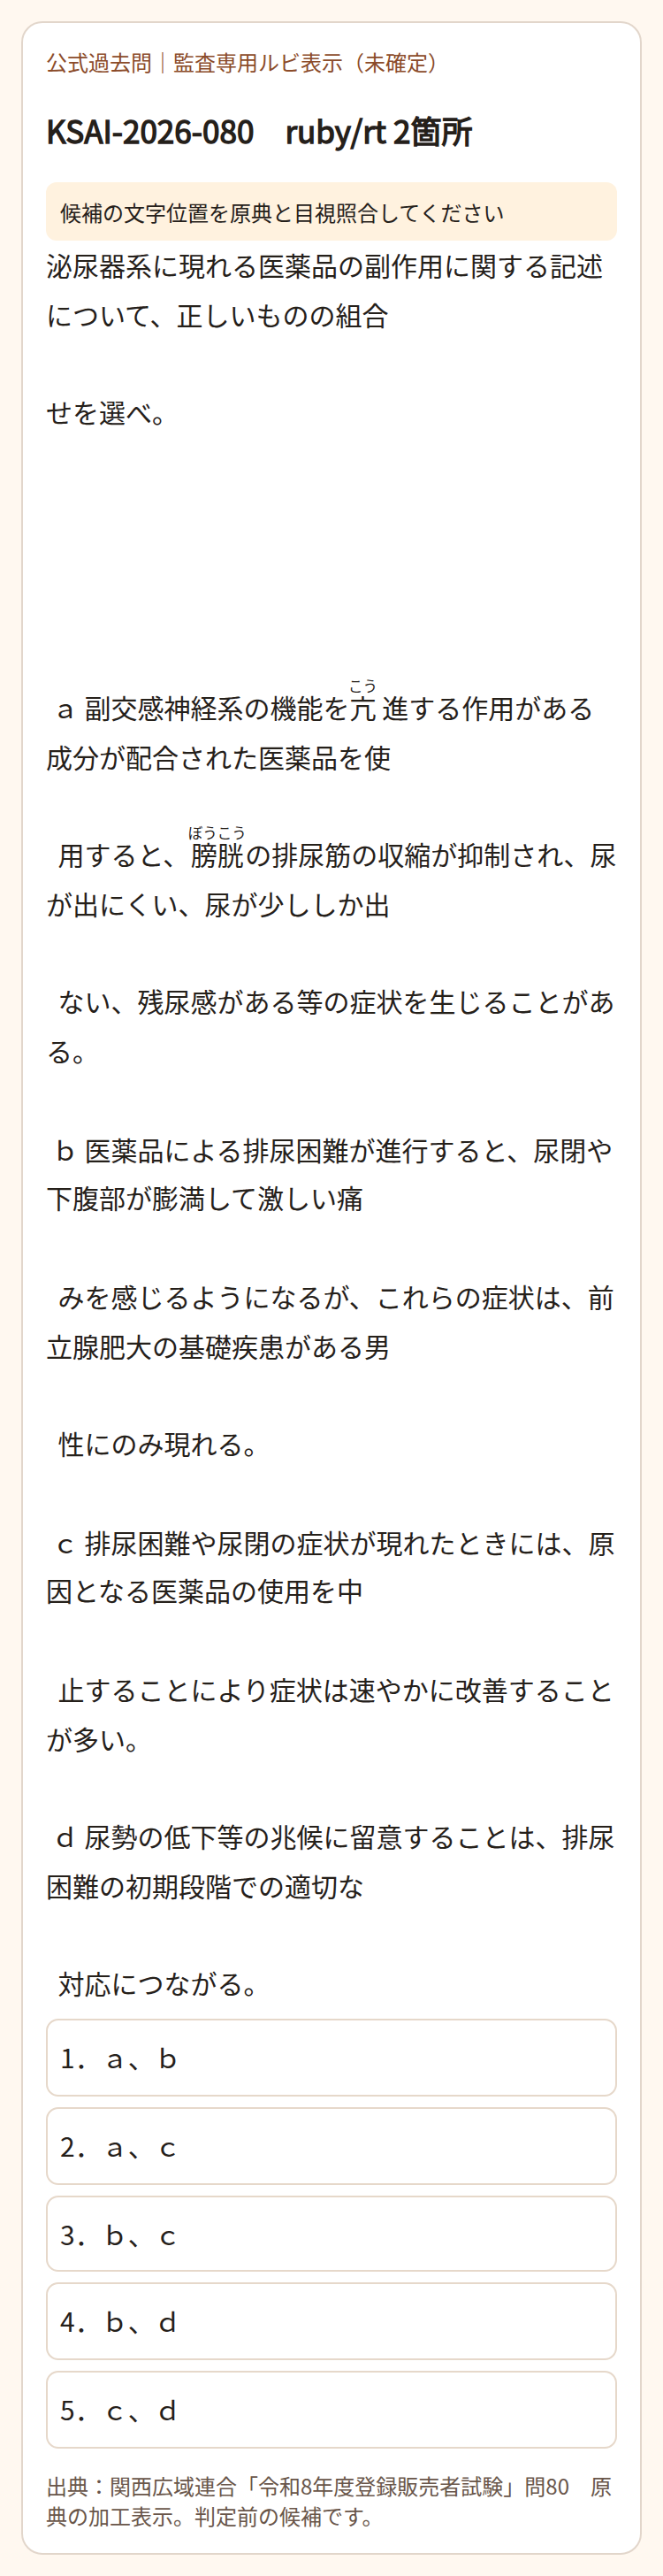 公式過去問｜監査専用ルビ表示（未確定）
KSAI-2026-080　ruby/rt 2箇所
候補の文字位置を原典と目視照合してください
泌尿器系に現れる医薬品の副作用に関する記述
について、正しいものの組合
せを選べ。
こう
ａ 副交感神経系の機能を亢進する作用がある
成分が配合された医薬品を使
ぼうこう
用すると、膀胱の排尿筋の収縮が抑制され、尿
が出にくい、尿が少ししか出
ない、残尿感がある等の症状を生じることがあ
る。
ｂ 医薬品による排尿困難が進行すると、尿閉や
下腹部が膨満して激しい痛
みを感じるようになるが、これらの症状は、前
立腺肥大の基礎疾患がある男
性にのみ現れる。
ｃ 排尿困難や尿閉の症状が現れたときには、原
因となる医薬品の使用を中
止することにより症状は速やかに改善すること
が多い。
ｄ 尿勢の低下等の兆候に留意することは、排尿
困難の初期段階での適切な
対応につながる。
1．ａ、ｂ
2．ａ、ｃ
3．ｂ、ｃ
4．ｂ、ｄ
5．ｃ、ｄ
出典：関西広域連合「令和8年度登録販売者試験」問80　原
典の加工表示。判定前の候補です。